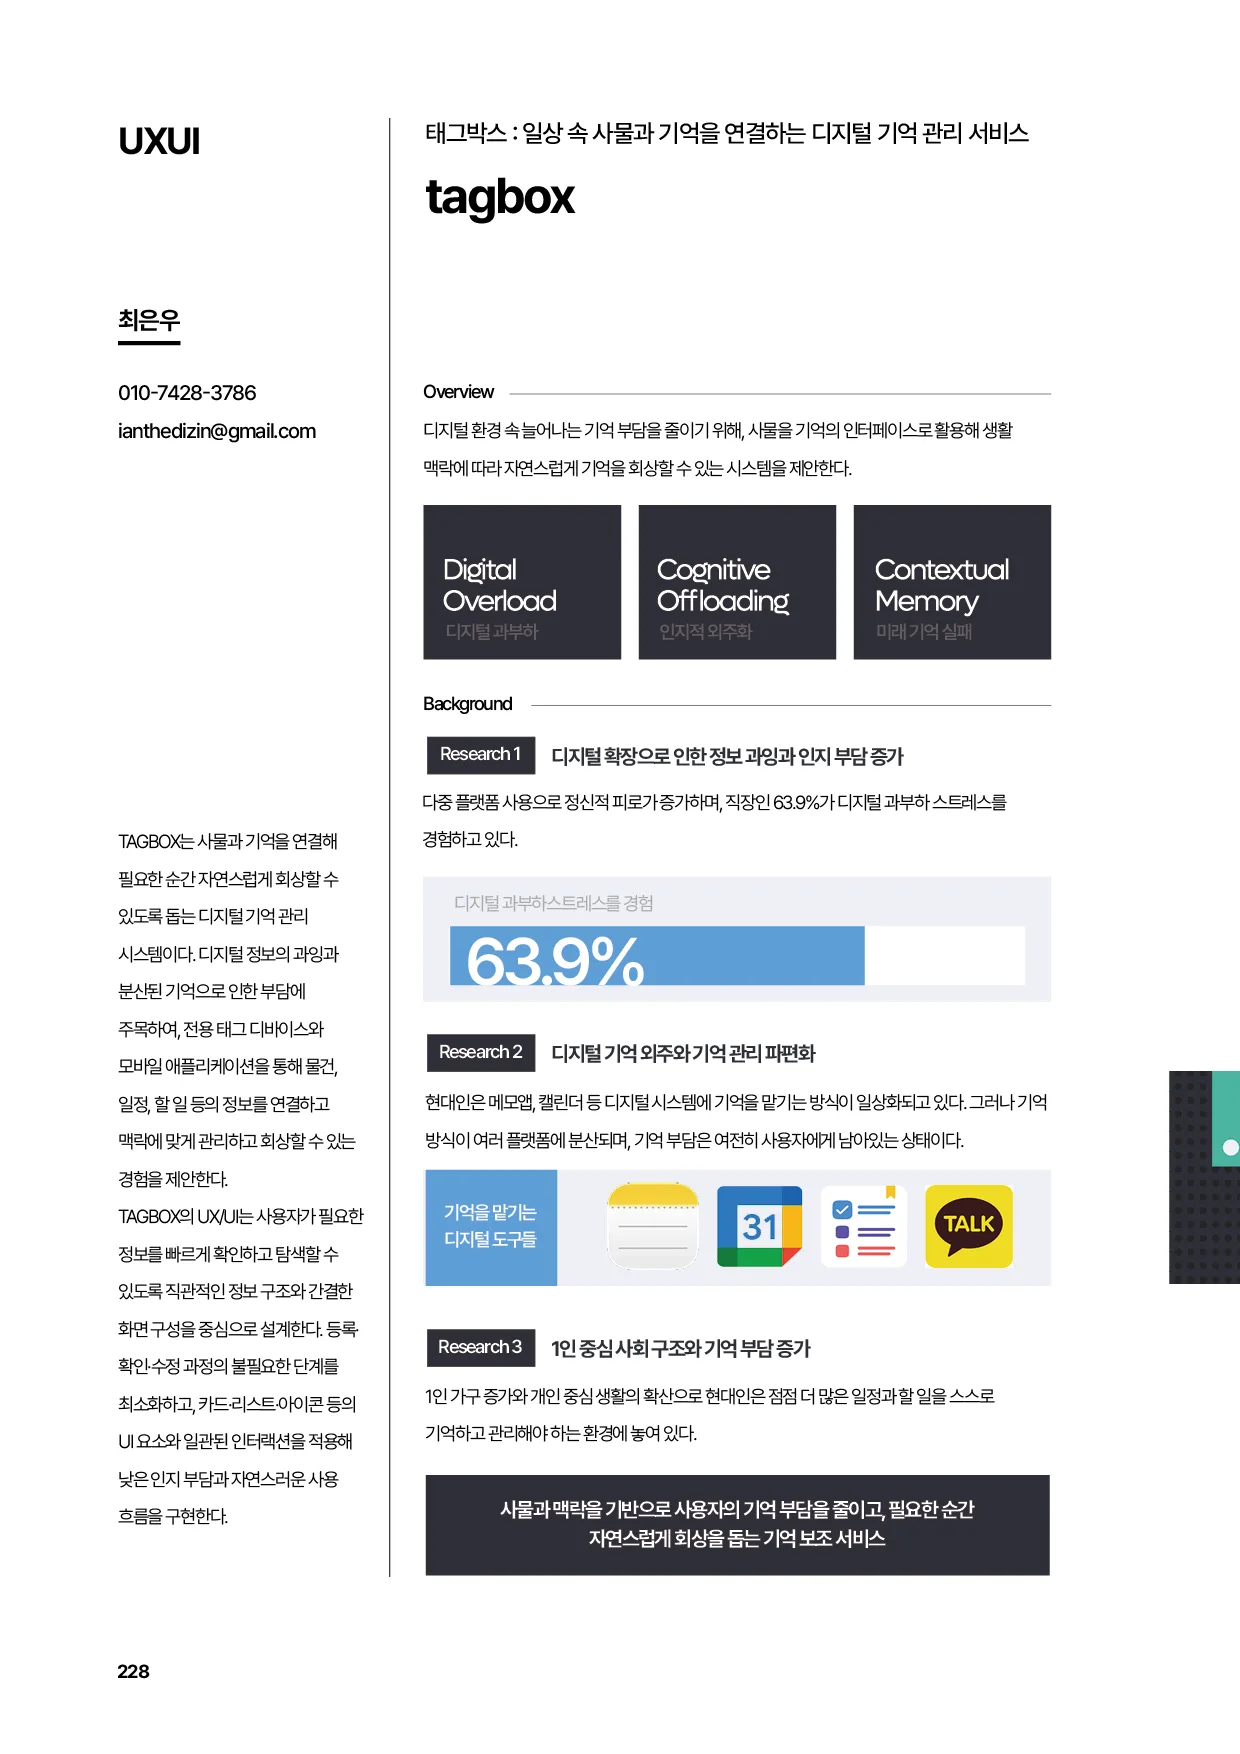 UXUI
최은우
010-7428-3786
ianthedizin@gmail.com
TAGBOX는 사물과 기억을 연결해
필요한 순간 자연스럽게 회상할 수
있도록 돕는 디지털 기억 관리
시스템이다. 디지털 정보의 과잉과
분산된 기억으로 인한 부담에
주목하여, 전용 태그 디바이스와
모바일 애플리케이션을 통해 물건,
일정, 할 일 등의 정보를 연결하고
맥락에 맞게 관리하고 회상할 수 있는
경험을 제안한다.
TAGBOX의 UX/UI는 사용자가 필요한
정보를 빠르게 확인하고 탐색할 수
있도록 직관적인 정보 구조와 간결한
화면 구성을 중심으로 설계한다. 등록·
확인·수정 과정의 불필요한 단계를
최소화하고, 카드·리스트·아이콘 등의
UI 요소와 일관된 인터랙션을 적용해
낮은 인지 부담과 자연스러운 사용
흐름을 구현한다.
228
태그박스 : 일상 속 사물과 기억을 연결하는 디지털 기억 관리 서비스
tagbox
Overview
디지털 환경 속 늘어나는 기억 부담을 줄이기 위해, 사물을 기억의 인터페이스로 활용해 생활
맥락에 따라 자연스럽게 기억을 회상할 수 있는 시스템을 제안한다.
Digital
Overload
디지털 과부하
Cognitive
Offloading
인지적 외주화
Contextual
Memory
미래 기억 실패
Background
Research 1
디지털 확장으로 인한 정보 과잉과 인지 부담 증가
다중 플랫폼 사용으로 정신적 피로가 증가하며, 직장인 63.9%가 디지털 과부하 스트레스를
경험하고 있다.
디지털 과부하스트레스를 경험
63.9%
Research 2
디지털 기억 외주와 기억 관리 파편화
현대인은 메모앱, 캘린더 등 디지털 시스템에 기억을 맡기는 방식이 일상화되고 있다. 그러나 기억
방식이 여러 플랫폼에 분산되며, 기억 부담은 여전히 사용자에게 남아있는 상태이다.
기억을 맡기는
디지털 도구들
31
TALK
Research 3
1인 중심 사회 구조와 기억 부담 증가
1인 가구 증가와 개인 중심 생활의 확산으로 현대인은 점점 더 많은 일정과 할 일을 스스로
기억하고 관리해야 하는 환경에 놓여 있다.
사물과 맥락을 기반으로 사용자의 기억 부담을 줄이고, 필요한 순간
자연스럽게 회상을 돕는 기억 보조 서비스